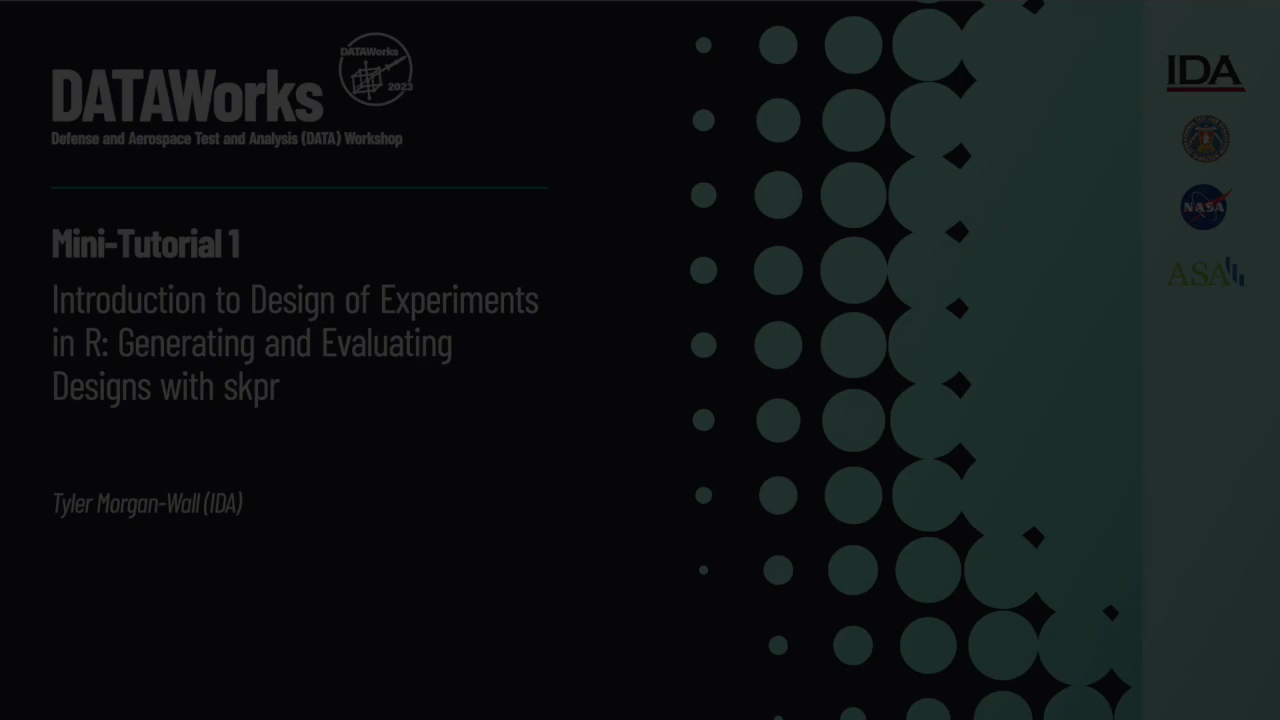 DATAWorks
DATAWorks
2023
Defense and Aerospace Test and Analysis (DATA) Workshop
Mini-Tutorial 1
Introduction to Design of Experiments
in R: Generating and Evaluating
Designs with skpr
Tyler Morgan-Wall (IDA)
IDA
NASA
ASA